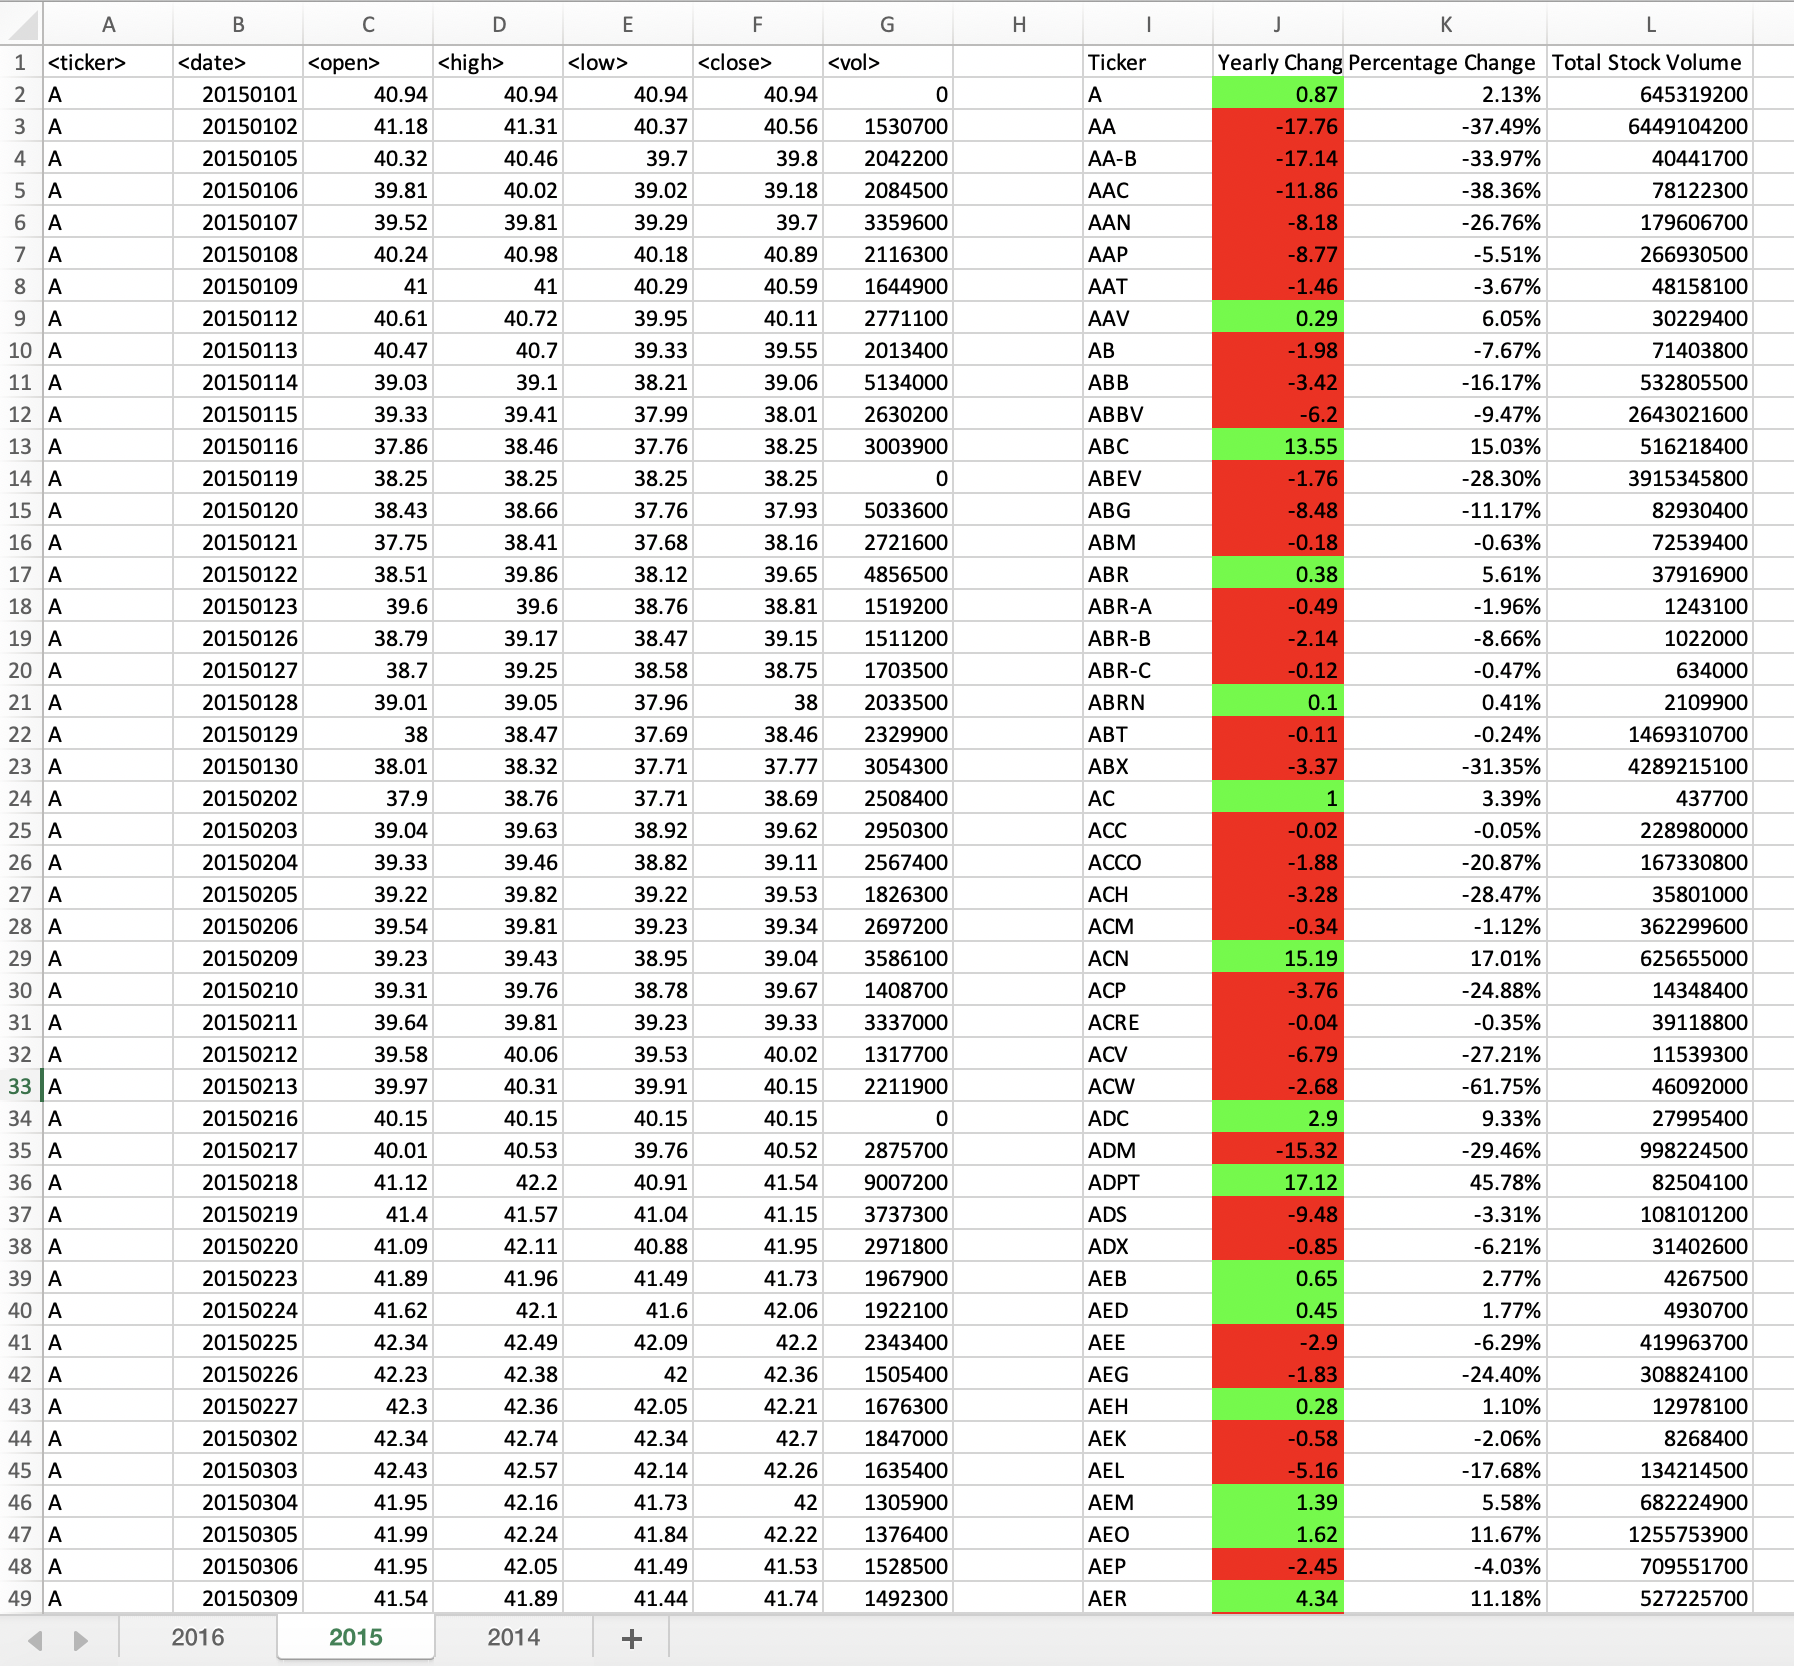 A B C D E F G H I J K L
1 <ticker> <date> <open> <high> <low> <close> <vol> Ticker Yearly Chang Percentage Change Total Stock Volume
2 A 20150101 40.94 40.94 40.94 40.94 0 A 0.87 2.13% 645319200
3 A 20150102 41.18 41.31 40.37 40.56 1530700 AA -17.76 -37.49% 6449104200
4 A 20150105 40.32 40.46 39.7 39.8 2042200 AA-B -17.14 -33.97% 40441700
5 A 20150106 39.81 40.02 39.02 39.18 2084500 AAC -11.86 -38.36% 78122300
6 A 20150107 39.52 39.81 39.29 39.7 3359600 AAN -8.18 -26.76% 179606700
7 A 20150108 40.24 40.98 40.18 40.89 2116300 AAP -8.77 -5.51% 266930500
8 A 20150109 41 41 40.29 40.59 1644900 AAT -1.46 -3.67% 48158100
9 A 20150112 40.61 40.72 39.95 40.11 2771100 AAV 0.29 6.05% 30229400
10 A 20150113 40.47 40.7 39.33 39.55 2013400 AB -1.98 -7.67% 71403800
11 A 20150114 39.03 39.1 38.21 39.06 5134000 ABB -3.42 -16.17% 532805500
12 A 20150115 39.33 39.41 37.99 38.01 2630200 ABBV -6.2 -9.47% 2643021600
13 A 20150116 37.86 38.46 37.76 38.25 3003900 ABC 13.55 15.03% 516218400
14 A 20150119 38.25 38.25 38.25 38.25 0 ABEV -1.76 -28.30% 3915345800
15 A 20150120 38.43 38.66 37.76 37.93 5033600 ABG -8.48 -11.17% 82930400
16 A 20150121 37.75 38.41 37.68 38.16 2721600 ABM -0.18 -0.63% 72539400
17 A 20150122 38.51 39.86 38.12 39.65 4856500 ABR 0.38 5.61% 37916900
18 A 20150123 39.6 39.6 38.76 38.81 1519200 ABR-A -0.49 -1.96% 1243100
19 A 20150126 38.79 39.17 38.47 39.15 1511200 ABR-B -2.14 -8.66% 1022000
20 A 20150127 38.7 39.25 38.58 38.75 1703500 ABR-C -0.12 -0.47% 634000
21 A 20150128 39.01 39.05 37.96 38 2033500 ABRN 0.1 0.41% 2109900
22 A 20150129 38 38.47 37.69 38.46 2329900 ABT -0.11 -0.24% 1469310700
23 A 20150130 38.01 38.32 37.71 37.77 3054300 ABX -3.37 -31.35% 4289215100
24 A 20150202 37.9 38.76 37.71 38.69 2508400 AC 1 3.39% 437700
25 A 20150203 39.04 39.63 38.92 39.62 2950300 ACC -0.02 -0.05% 228980000
26 A 20150204 39.33 39.46 38.82 39.11 2567400 ACCO -1.88 -20.87% 167330800
27 A 20150205 39.22 39.82 39.22 39.53 1826300 ACH -3.28 -28.47% 35801000
28 A 20150206 39.54 39.81 39.23 39.34 2697200 ACM -0.34 -1.12% 362299600
29 A 20150209 39.23 39.43 38.95 39.04 3586100 ACN 15.19 17.01% 625655000
30 A 20150210 39.31 39.76 38.78 39.67 1408700 ACP -3.76 -24.88% 14348400
31 A 20150211 39.64 39.81 39.23 39.33 3337000 ACRE -0.04 -0.35% 39118800
32 A 20150212 39.58 40.06 39.53 40.02 1317700 ACV -6.79 -27.21% 11539300
33 A 20150213 39.97 40.31 39.91 40.15 2211900 ACW -2.68 -61.75% 46092000
34 A 20150216 40.15 40.15 40.15 40.15 0 ADC 2.9 9.33% 27995400
35 A 20150217 40.01 40.53 39.76 40.52 2875700 ADM -15.32 -29.46% 998224500
36 A 20150218 41.12 42.2 40.91 41.54 9007200 ADPT 17.12 45.78% 82504100
37 A 20150219 41.4 41.57 41.04 41.15 3737300 ADS -9.48 -3.31% 108101200
38 A 20150220 41.09 42.11 40.88 41.95 2971800 ADX -0.85 -6.21% 31402600
39 A 20150223 41.89 41.96 41.49 41.73 1967900 AEB 0.65 2.77% 4267500
40 A 20150224 41.62 42.1 41.6 42.06 1922100 AED 0.45 1.77% 4930700
41 A 20150225 42.34 42.49 42.09 42.2 2343400 AEE -2.9 -6.29% 419963700
42 A 20150226 42.23 42.38 42 42.36 1505400 AEG -1.83 -24.40% 308824100
43 A 20150227 42.3 42.36 42.05 42.21 1676300 AEH 0.28 1.10% 12978100
44 A 20150302 42.34 42.74 42.34 42.7 1847000 AEK -0.58 -2.06% 8268400
45 A 20150303 42.43 42.57 42.14 42.26 1635400 AEL -5.16 -17.68% 134214500
46 A 20150304 41.95 42.16 41.73 42 1305900 AEM 1.39 5.58% 682224900
47 A 20150305 41.99 42.24 41.84 42.22 1376400 AEO 1.62 11.67% 1255753900
48 A 20150306 41.95 42.05 41.49 41.53 1528500 AEP -2.45 -4.03% 709551700
49 A 20150309 41.54 41.89 41.44 41.74 1492300 AER 4.34 11.18% 527225700
2016 2015 2014 +